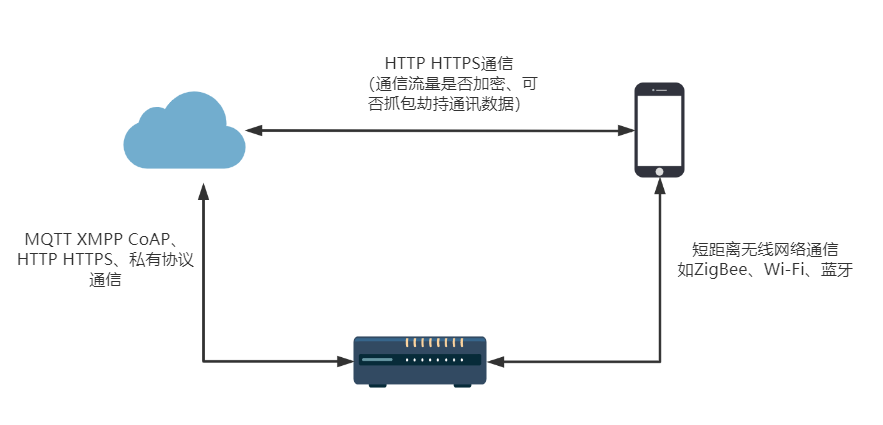 HTTP HTTPS通信
（通信流量是否加密、可
否抓包劫持通讯数据）
MQTT XMPP CoAP、
HTTP HTTPS、私有协议
通信
短距离无线网络通信
如ZigBee、Wi-Fi、蓝牙